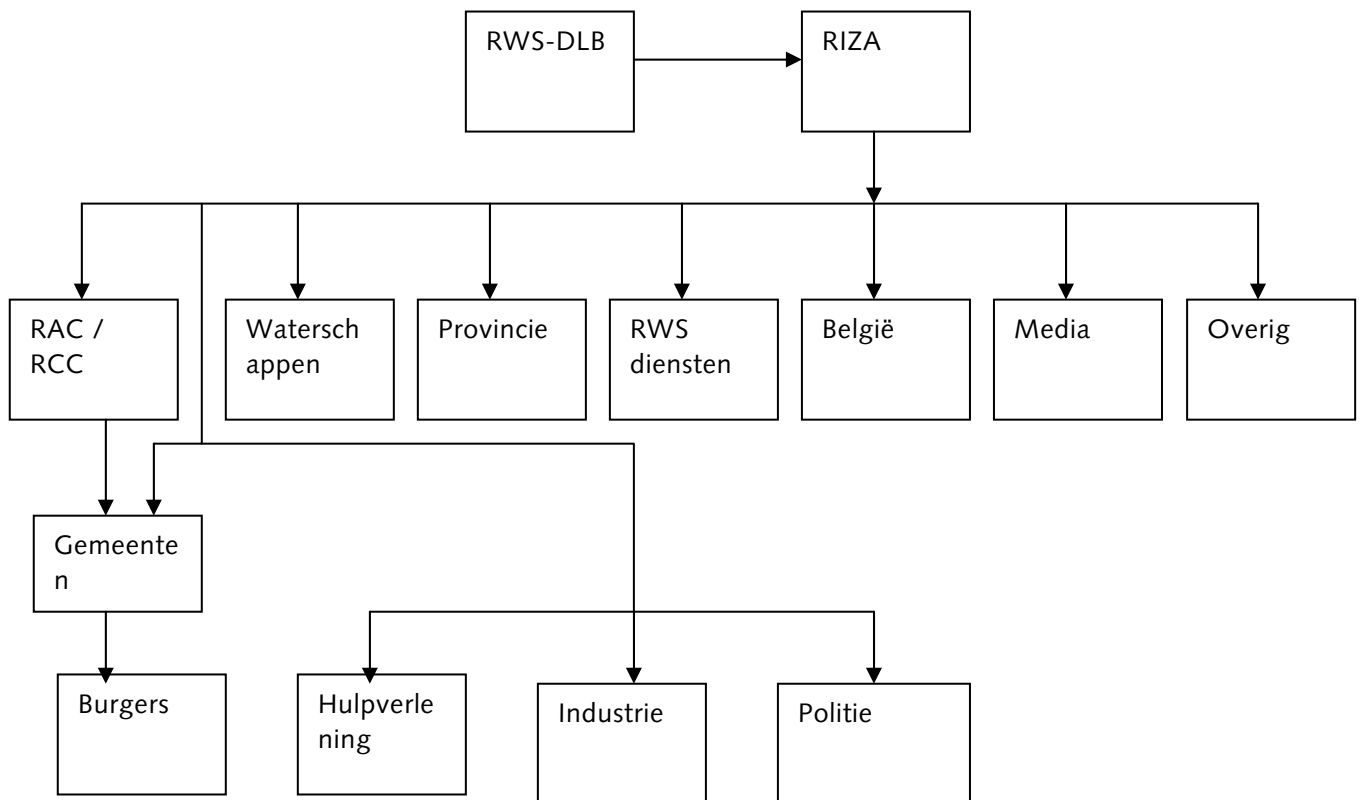 RWS-DLB
RIZA
RAC /
RCC
Watersch
appen
Provincie
RWS
diensten
België
Media
Overig
Gemeente
n
Burgers
Hulpverle
ning
Industrie
Politie